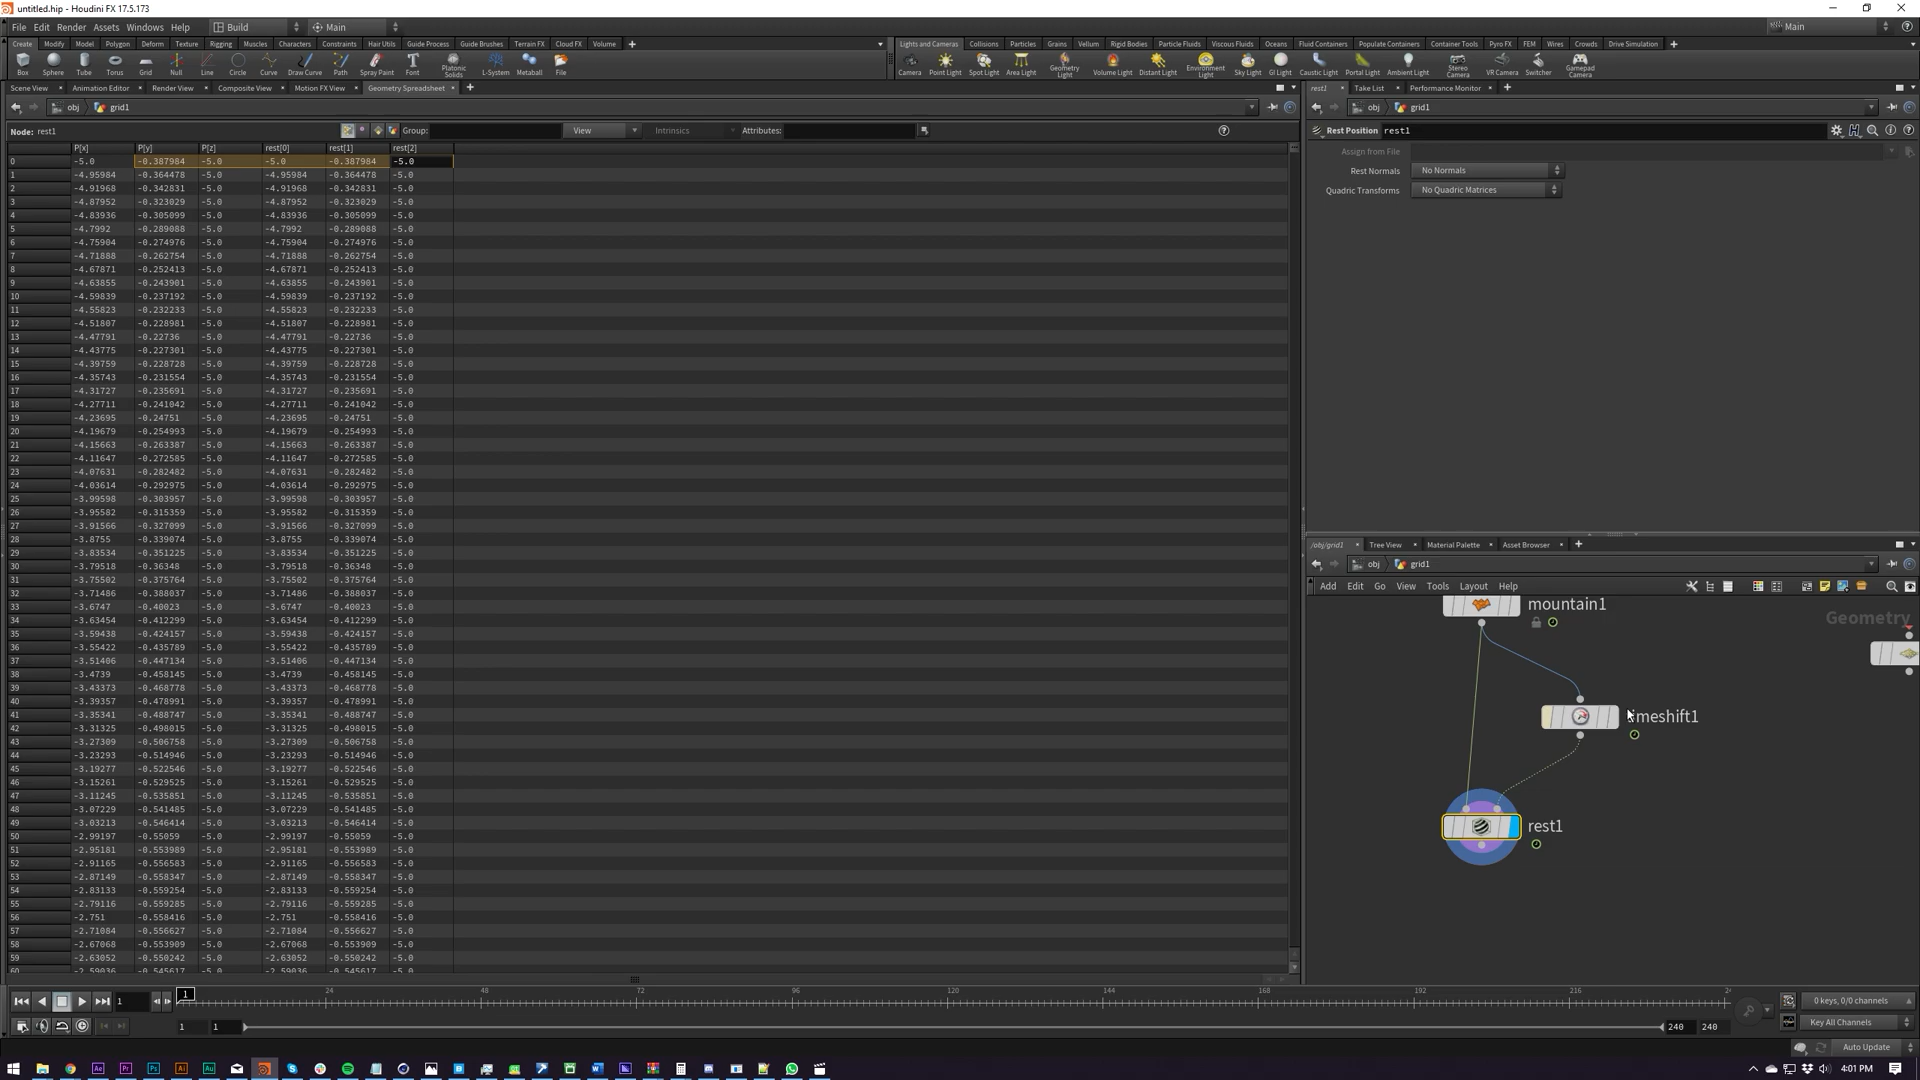 untitled.hip - Houdini FX 17.5.173
File Edit Render Assets Windows Help Build Main Main
Create Modify Model Polygon Deform Texture Rigging Muscles Characters Constraints Hair Utils Guide Process Guide Brushes Terrain FX Cloud FX Volume
Lights and Cameras Collisions Particles Grains Vellum Rigid Bodies Particle Fluids Viscous Fluids Oceans Fluid Containers Populate Containers Container Tools Pyro FX FEM Wires Crowds Drive Simulation
Box Sphere Tube Torus Grid Null Line Circle Curve Draw Curve Path Spray Paint Font Platonic Solids L-System Metaball File
Camera Point Light Spot Light Area Light Geometry Light Volume Light Distant Light Environment Light Sky Light GI Light Caustic Light Portal Light Ambient Light Stereo Camera VR Camera Switcher Gamepad Camera
Scene View Animation Editor Render View Composite View Motion FX View Geometry Spreadsheet
obj grid1
Node: rest1 Group: View Intrinsics Attributes:
P[x] P[y] P[z] rest[0] rest[1] rest[2]
0 -5.0 -0.387984 -5.0 -5.0 -0.387984 -5.0
1 -4.95984 -0.364478 -5.0 -4.95984 -0.364478 -5.0
2 -4.91968 -0.342831 -5.0 -4.91968 -0.342831 -5.0
3 -4.87952 -0.323029 -5.0 -4.87952 -0.323029 -5.0
4 -4.83936 -0.305099 -5.0 -4.83936 -0.305099 -5.0
5 -4.7992 -0.289088 -5.0 -4.7992 -0.289088 -5.0
6 -4.75904 -0.274976 -5.0 -4.75904 -0.274976 -5.0
7 -4.71888 -0.262754 -5.0 -4.71888 -0.262754 -5.0
8 -4.67871 -0.252413 -5.0 -4.67871 -0.252413 -5.0
9 -4.63855 -0.243901 -5.0 -4.63855 -0.243901 -5.0
10 -4.59839 -0.237192 -5.0 -4.59839 -0.237192 -5.0
11 -4.55823 -0.232233 -5.0 -4.55823 -0.232233 -5.0
12 -4.51807 -0.228981 -5.0 -4.51807 -0.228981 -5.0
13 -4.47791 -0.22736 -5.0 -4.47791 -0.22736 -5.0
14 -4.43775 -0.227301 -5.0 -4.43775 -0.227301 -5.0
15 -4.39759 -0.228728 -5.0 -4.39759 -0.228728 -5.0
16 -4.35743 -0.231554 -5.0 -4.35743 -0.231554 -5.0
17 -4.31727 -0.235691 -5.0 -4.31727 -0.235691 -5.0
18 -4.27711 -0.241042 -5.0 -4.27711 -0.241042 -5.0
19 -4.23695 -0.24751 -5.0 -4.23695 -0.24751 -5.0
20 -4.19679 -0.254993 -5.0 -4.19679 -0.254993 -5.0
21 -4.15663 -0.263387 -5.0 -4.15663 -0.263387 -5.0
22 -4.11647 -0.272585 -5.0 -4.11647 -0.272585 -5.0
23 -4.07631 -0.282482 -5.0 -4.07631 -0.282482 -5.0
24 -4.03614 -0.292975 -5.0 -4.03614 -0.292975 -5.0
25 -3.99598 -0.303957 -5.0 -3.99598 -0.303957 -5.0
26 -3.95582 -0.315359 -5.0 -3.95582 -0.315359 -5.0
27 -3.91566 -0.327099 -5.0 -3.91566 -0.327099 -5.0
28 -3.8755 -0.339074 -5.0 -3.8755 -0.339074 -5.0
29 -3.83534 -0.351225 -5.0 -3.83534 -0.351225 -5.0
30 -3.79518 -0.36348 -5.0 -3.79518 -0.36348 -5.0
31 -3.75502 -0.375764 -5.0 -3.75502 -0.375764 -5.0
32 -3.71486 -0.388037 -5.0 -3.71486 -0.388037 -5.0
33 -3.6747 -0.40023 -5.0 -3.6747 -0.40023 -5.0
34 -3.63454 -0.412299 -5.0 -3.63454 -0.412299 -5.0
35 -3.59438 -0.424157 -5.0 -3.59438 -0.424157 -5.0
36 -3.55422 -0.435789 -5.0 -3.55422 -0.435789 -5.0
37 -3.51406 -0.447134 -5.0 -3.51406 -0.447134 -5.0
38 -3.4739 -0.458145 -5.0 -3.4739 -0.458145 -5.0
39 -3.43373 -0.468778 -5.0 -3.43373 -0.468778 -5.0
40 -3.39357 -0.478991 -5.0 -3.39357 -0.478991 -5.0
41 -3.35341 -0.488747 -5.0 -3.35341 -0.488747 -5.0
42 -3.31325 -0.498015 -5.0 -3.31325 -0.498015 -5.0
43 -3.27309 -0.506758 -5.0 -3.27309 -0.506758 -5.0
44 -3.23293 -0.514946 -5.0 -3.23293 -0.514946 -5.0
45 -3.19277 -0.522546 -5.0 -3.19277 -0.522546 -5.0
46 -3.15261 -0.529525 -5.0 -3.15261 -0.529525 -5.0
47 -3.11245 -0.535851 -5.0 -3.11245 -0.535851 -5.0
48 -3.07229 -0.541485 -5.0 -3.07229 -0.541485 -5.0
49 -3.03213 -0.546414 -5.0 -3.03213 -0.546414 -5.0
50 -2.99197 -0.55059 -5.0 -2.99197 -0.55059 -5.0
51 -2.95181 -0.553989 -5.0 -2.95181 -0.553989 -5.0
52 -2.91165 -0.556583 -5.0 -2.91165 -0.556583 -5.0
53 -2.87149 -0.558347 -5.0 -2.87149 -0.558347 -5.0
54 -2.83133 -0.559254 -5.0 -2.83133 -0.559254 -5.0
55 -2.79116 -0.559285 -5.0 -2.79116 -0.559285 -5.0
56 -2.751 -0.558416 -5.0 -2.751 -0.558416 -5.0
57 -2.71084 -0.556627 -5.0 -2.71084 -0.556627 -5.0
58 -2.67068 -0.553909 -5.0 -2.67068 -0.553909 -5.0
59 -2.63052 -0.550242 -5.0 -2.63052 -0.550242 -5.0
60 -2.59036 -0.545617 -5.0 -2.59036 -0.545617 -5.0
rest1 Take List Performance Monitor
obj grid1
Rest Position rest1
Assign from File
Rest Normals No Normals
Quadric Transforms No Quadric Matrices
/obj/grid1 Tree View Material Palette Asset Browser
obj grid1
Add Edit Go View Tools Layout Help
mountain1
Geometry
meshift1
rest1
1 1 24 48 72 96 120 144 168 192 216 2
0 keys, 0/0 channels
1 1 240 240
Key All Channels
Auto Update
4:01 PM